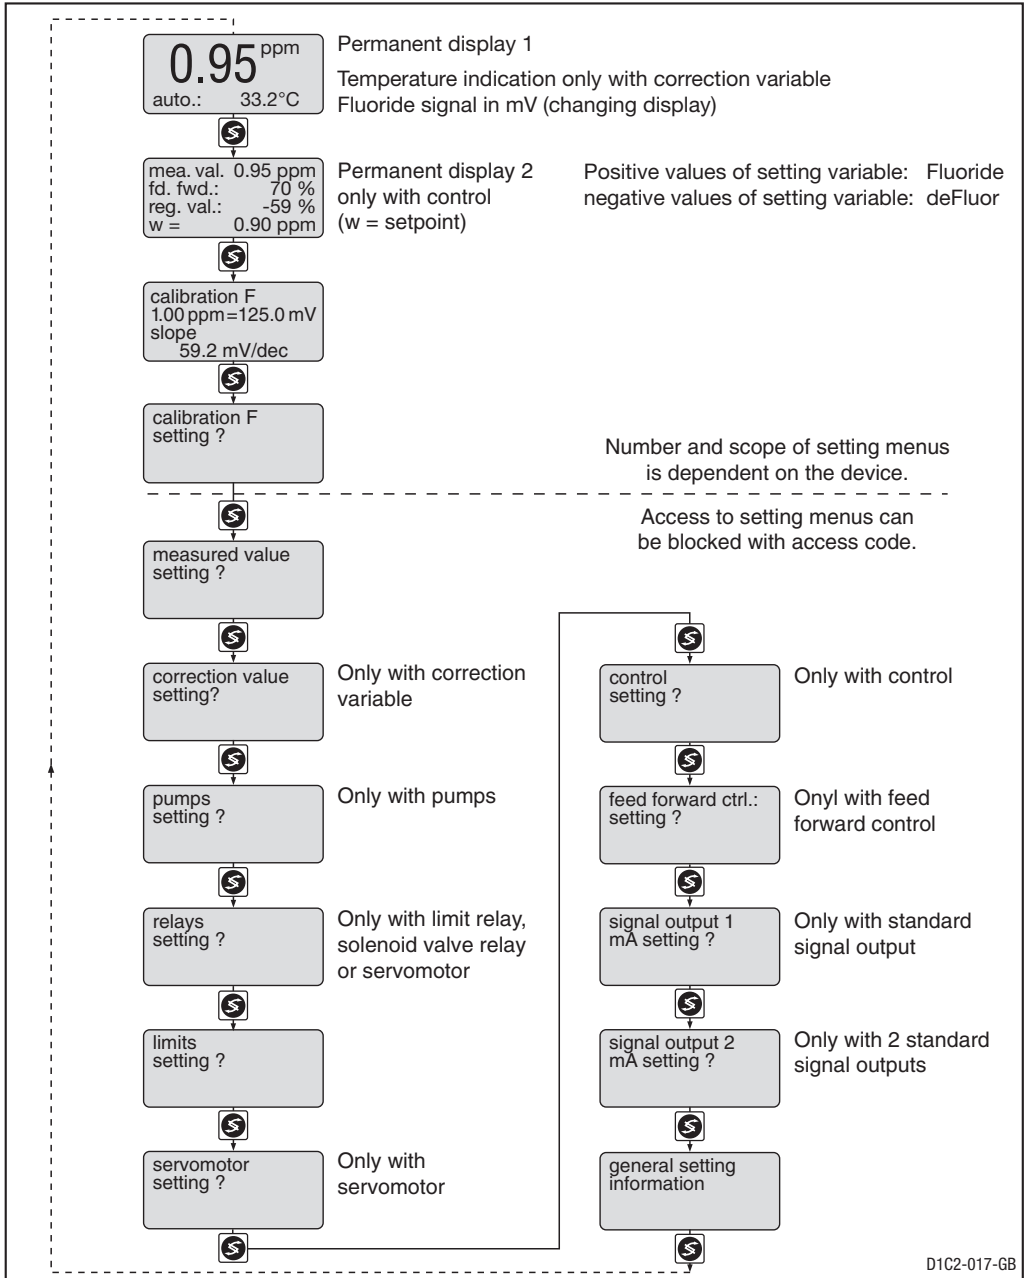 0.95 ppm
auto.: 33.2°C
Permanent display 1
Temperature indication only with correction variable
Fluoride signal in mV (changing display)
mea. val. 0.95 ppm
fd. fwd.: 70 %
reg. val.: -59 %
w = 0.90 ppm
Permanent display 2
only with control
(w = setpoint)
Positive values of setting variable: Fluoride
negative values of setting variable: deFluor
calibration F
1.00 ppm=125.0 mV
slope
59.2 mV/dec
calibration F
setting ?
Number and scope of setting menus
is dependent on the device.
Access to setting menus can
be blocked with access code.
measured value
setting ?
correction value
setting?
Only with correction
variable
pumps
setting ?
Only with pumps
relays
setting ?
Only with limit relay,
solenoid valve relay
or servomotor
limits
setting ?
servomotor
setting ?
Only with
servomotor
control
setting ?
Only with control
feed forward ctrl.:
setting ?
Onyl with feed
forward control
signal output 1
mA setting ?
Only with standard
signal output
signal output 2
mA setting ?
Only with 2 standard
signal outputs
general setting
information
D1C2-017-GB